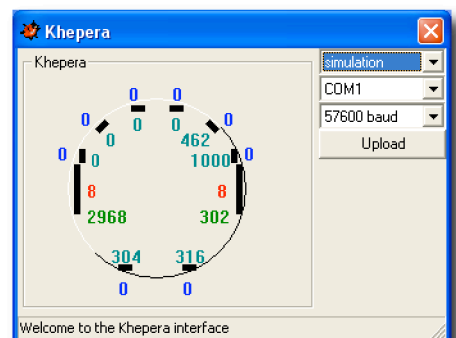 Khepera
Khepera
simulation
COM1
57600 baud
Upload
0 0
0 0 0 0
0 462
0 0 1000 0
8 8
2968 302
304 316
0 0
Welcome to the Khepera interface